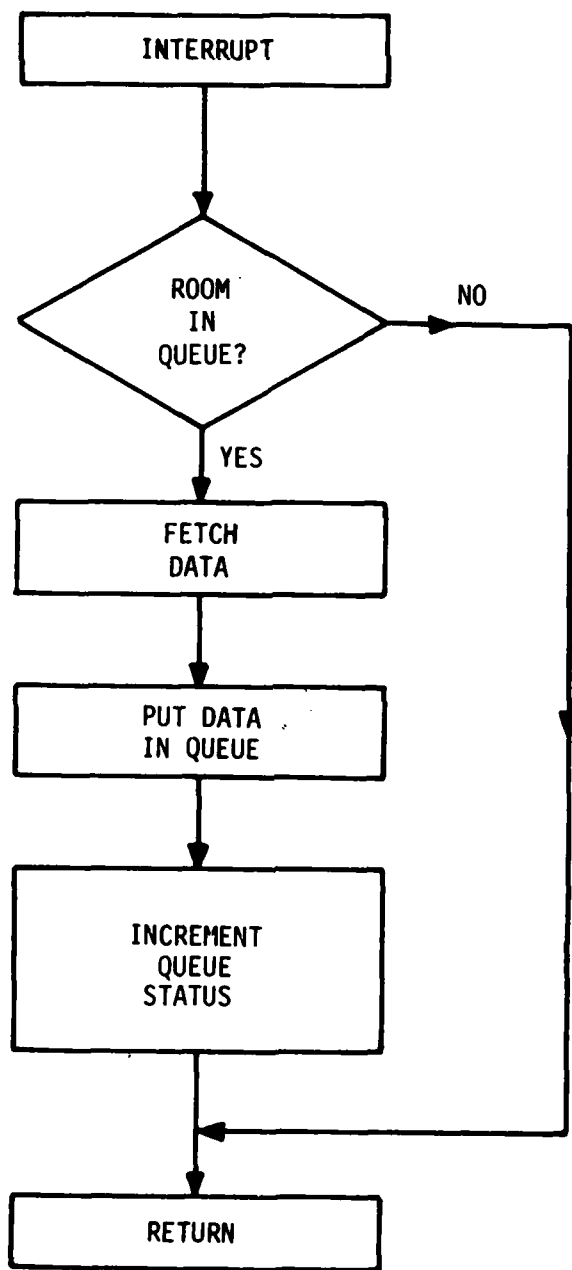 INTERRUPT
ROOM
IN
QUEUE?
NO
YES
FETCH
DATA
PUT DATA
IN QUEUE
INCREMENT
QUEUE
STATUS
RETURN